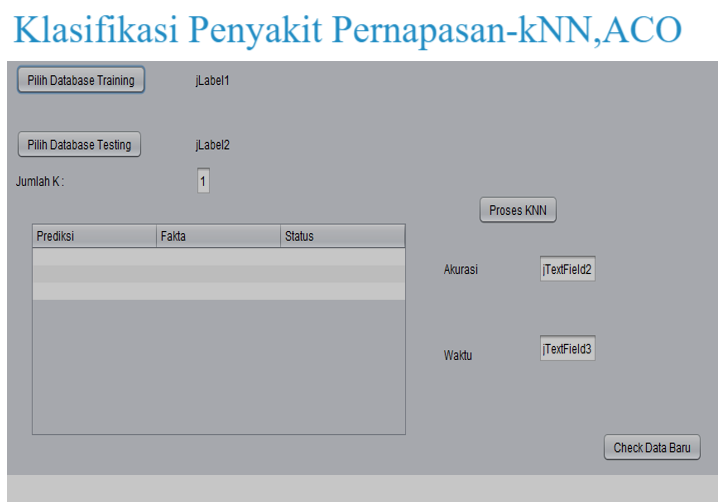 Klasifikasi Penyakit Pernapasan-kNN,ACO
Pilih Database Training jLabel1
Pilih Database Testing jLabel2
Jumlah K : 1
Proses KNN
Prediksi Fakta Status
Akurasi jTextField2
Waktu jTextField3
Check Data Baru